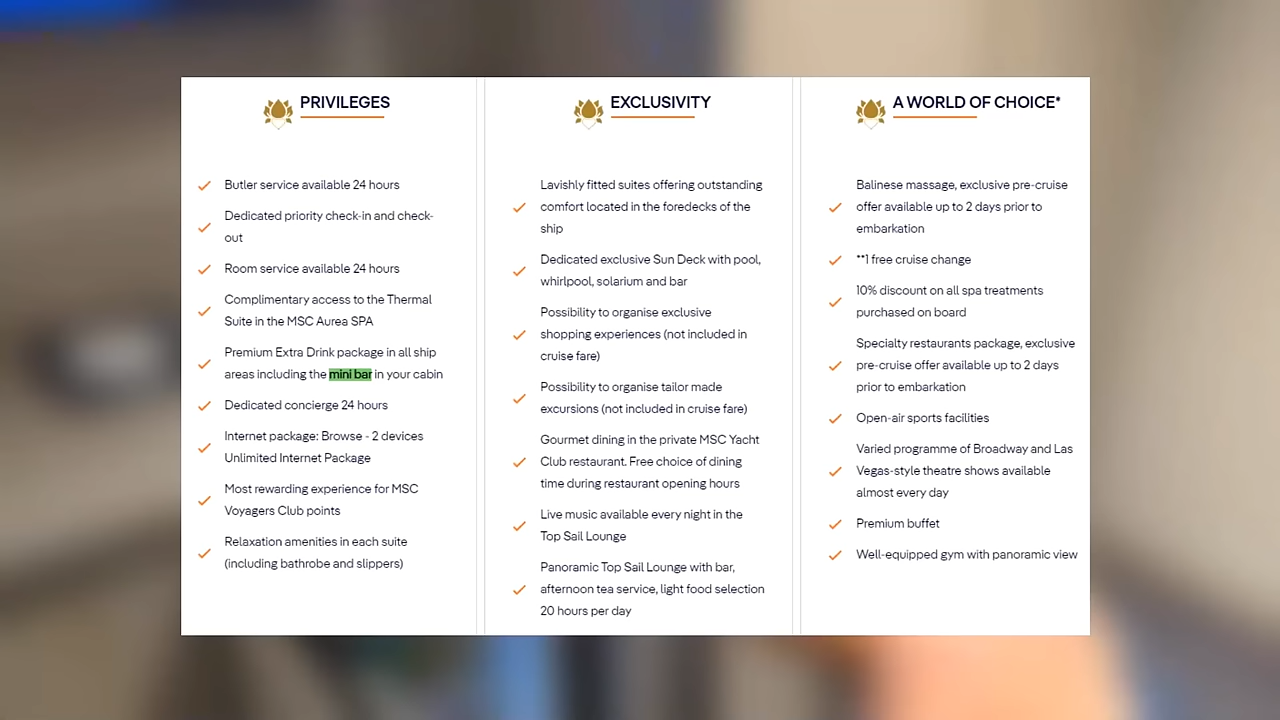 PRIVILEGES
Butler service available 24 hours
Dedicated priority check-in and check-
out
Room service available 24 hours
Complimentary access to the Thermal
Suite in the MSC Aurea SPA
Premium Extra Drink package in all ship
areas including the mini bar in your cabin
Dedicated concierge 24 hours
Internet package: Browse - 2 devices
Unlimited Internet Package
Most rewarding experience for MSC
Voyagers Club points
Relaxation amenities in each suite
(including bathrobe and slippers)
EXCLUSIVITY
Lavishly fitted suites offering outstanding
comfort located in the foredecks of the
ship
Dedicated exclusive Sun Deck with pool,
whirlpool, solarium and bar
Possibility to organise exclusive
shopping experiences (not included in
cruise fare)
Possibility to organise tailor made
excursions (not included in cruise fare)
Gourmet dining in the private MSC Yacht
Club restaurant. Free choice of dining
time during restaurant opening hours
Live music available every night in the
Top Sail Lounge
Panoramic Top Sail Lounge with bar,
afternoon tea service, light food selection
20 hours per day
A WORLD OF CHOICE*
Balinese massage, exclusive pre-cruise
offer available up to 2 days prior to
embarkation
**1 free cruise change
10% discount on all spa treatments
purchased on board
Specialty restaurants package, exclusive
pre-cruise offer available up to 2 days
prior to embarkation
Open-air sports facilities
Varied programme of Broadway and Las
Vegas-style theatre shows available
almost every day
Premium buffet
Well-equipped gym with panoramic view